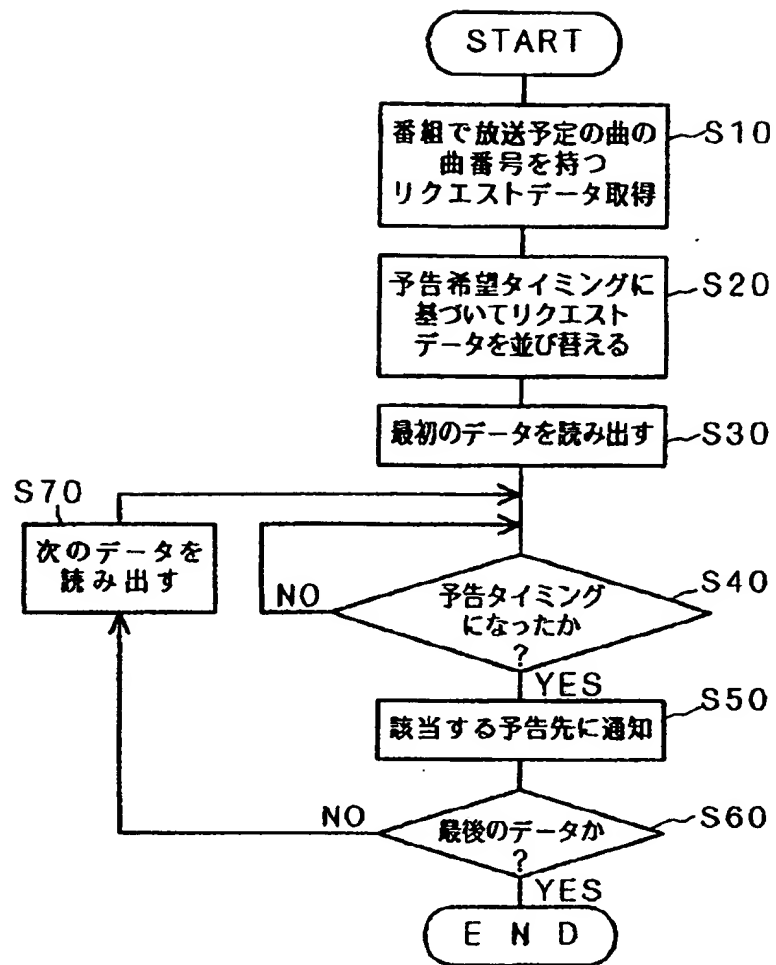 START
番組で放送予定の曲の
曲番号を持つ
リクエストデータ取得
S10
予告希望タイミングに
基づいてリクエスト
データを並び替える
S20
最初のデータを読み出す
S30
S70
次のデータを
読み出す
NO
予告タイミング
になったか
?
S40
YES
該当する予告先に通知
S50
NO
最後のデータか
?
S60
YES
END